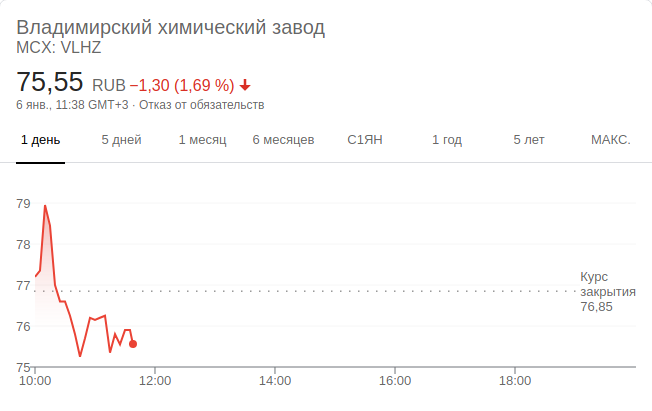 Владимирский химический завод
MCX: VLHZ
75,55 RUB −1,30 (1,69 %)
6 янв., 11:38 GMT+3 · Отказ от обязательств
1 день 5 дней 1 месяц 6 месяцев С1ЯН 1 год 5 лет МАКС.
79
78
77
76
75
Курс
закрытия
76,85
10:00 12:00 14:00 16:00 18:00